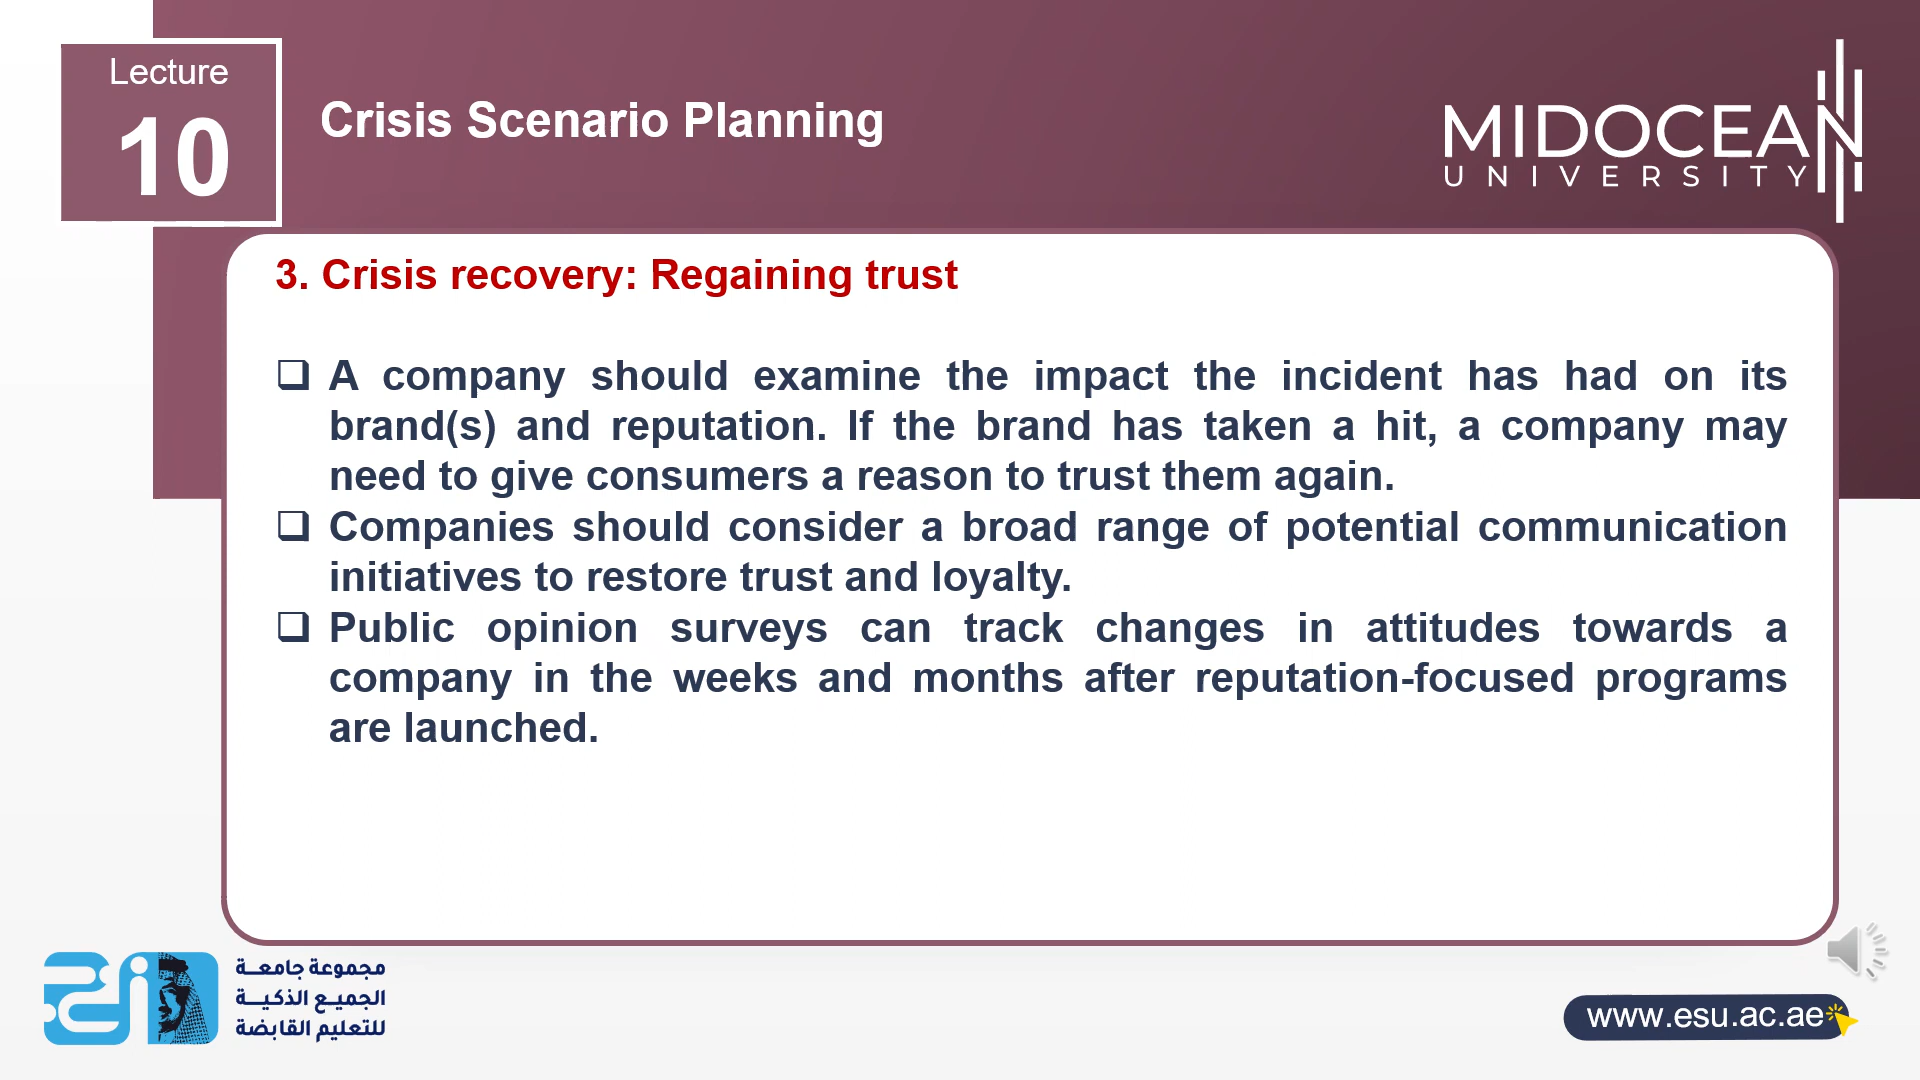 Lecture
10
Crisis Scenario Planning
MIDOCEAN
UNIVERSITY
3. Crisis recovery: Regaining trust
❑ A company should examine the impact the incident has had on its
brand(s) and reputation. If the brand has taken a hit, a company may
need to give consumers a reason to trust them again.
❑ Companies should consider a broad range of potential communication
initiatives to restore trust and loyalty.
❑ Public opinion surveys can track changes in attitudes towards a
company in the weeks and months after reputation-focused programs
are launched.
مجموعة جامعــة
الجميـع الذكيــة
للتعليم القابضة
www.esu.ac.ae